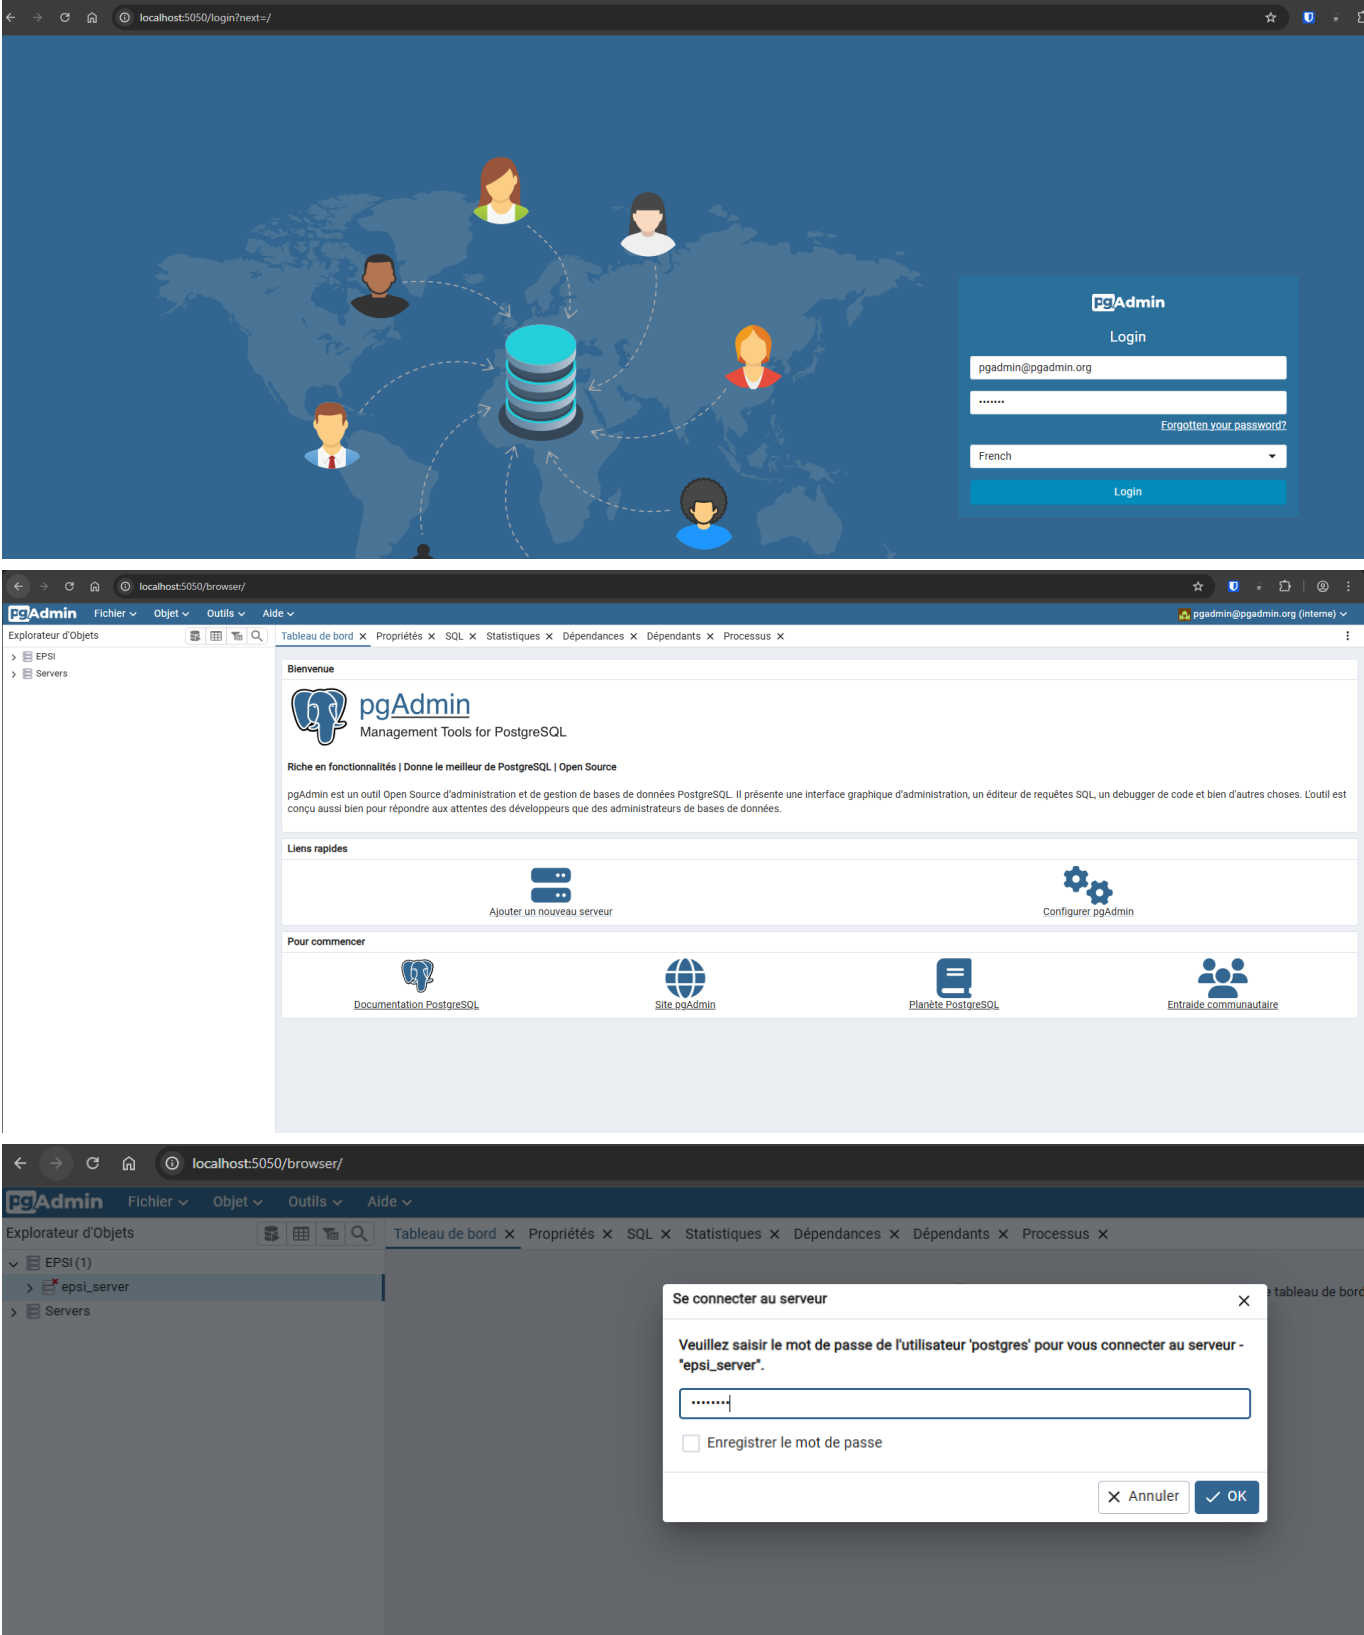 localhost:5050/login?next=/
pgAdmin
Login
pgadmin@pgadmin.org
•••••••
Forgotten your password?
French
Login
localhost:5050/browser/
pgAdmin Fichier Objet Outils Aide pgadmin@pgadmin.org (interne)
Explorateur d'Objets Tableau de bord Propriétés SQL Statistiques Dépendances Dépendants Processus
EPSI
Servers
Bienvenue
pgAdmin
Management Tools for PostgreSQL
Riche en fonctionnalités | Donne le meilleur de PostgreSQL | Open Source
pgAdmin est un outil Open Source d'administration et de gestion de bases de données PostgreSQL. Il présente une interface graphique d'administration, un éditeur de requêtes SQL, un debugger de code et bien d'autres choses. L'outil est
conçu aussi bien pour répondre aux attentes des développeurs que des administrateurs de bases de données.
Liens rapides
Ajouter un nouveau serveur Configurer pgAdmin
Pour commencer
Documentation PostgreSQL Site pgAdmin Planète PostgreSQL Entraide communautaire
localhost:5050/browser/
pgAdmin Fichier Objet Outils Aide
Explorateur d'Objets Tableau de bord Propriétés SQL Statistiques Dépendances Dépendants Processus
EPSI (1)
epsi_server
Servers
tableau de bord
Se connecter au serveur
Veuillez saisir le mot de passe de l'utilisateur 'postgres' pour vous connecter au serveur -
"epsi_server".
••••••••
Enregistrer le mot de passe
Annuler OK